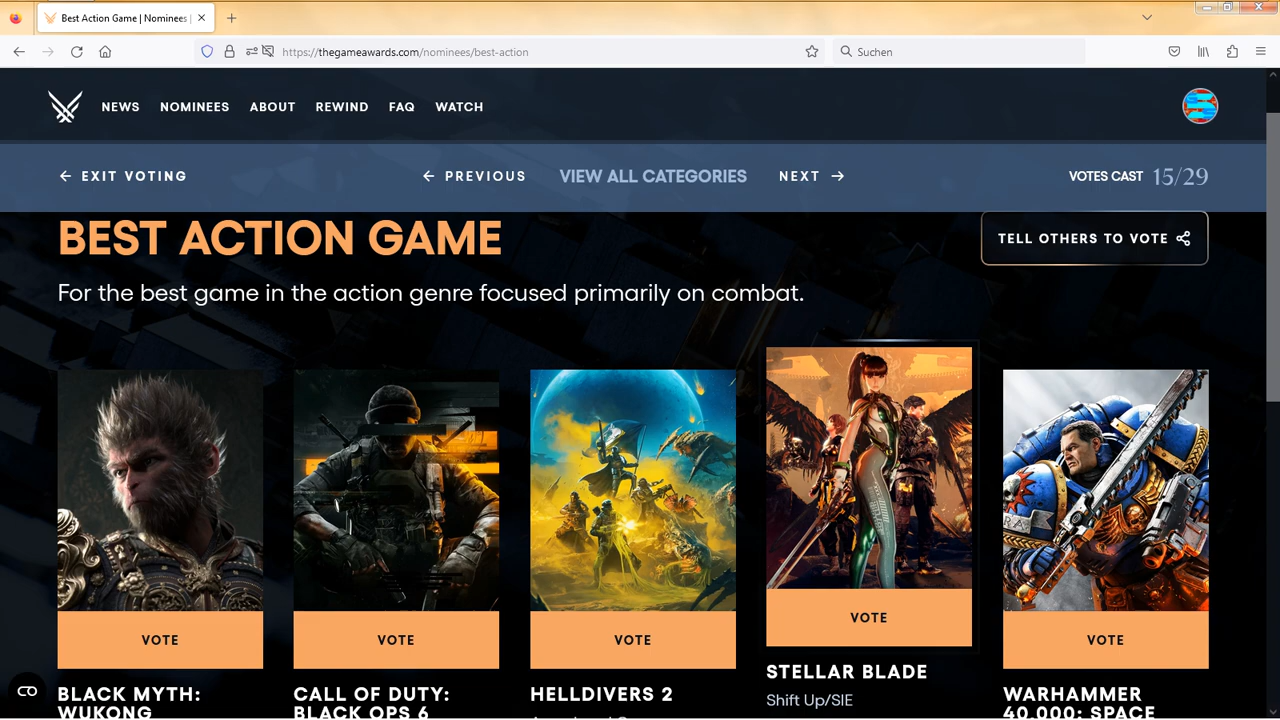 Best Action Game | Nominees |
https://thegameawards.com/nominees/best-action
Suchen
NEWS NOMINEES ABOUT REWIND FAQ WATCH
EXIT VOTING PREVIOUS VIEW ALL CATEGORIES NEXT VOTES CAST 15/29
BEST ACTION GAME
TELL OTHERS TO VOTE
For the best game in the action genre focused primarily on combat.
VOTE VOTE VOTE VOTE VOTE
BLACK MYTH:
WUKONG
CALL OF DUTY:
BLACK OPS 6
HELLDIVERS 2
STELLAR BLADE
Shift Up/SIE
WARHAMMER
40,000: SPACE